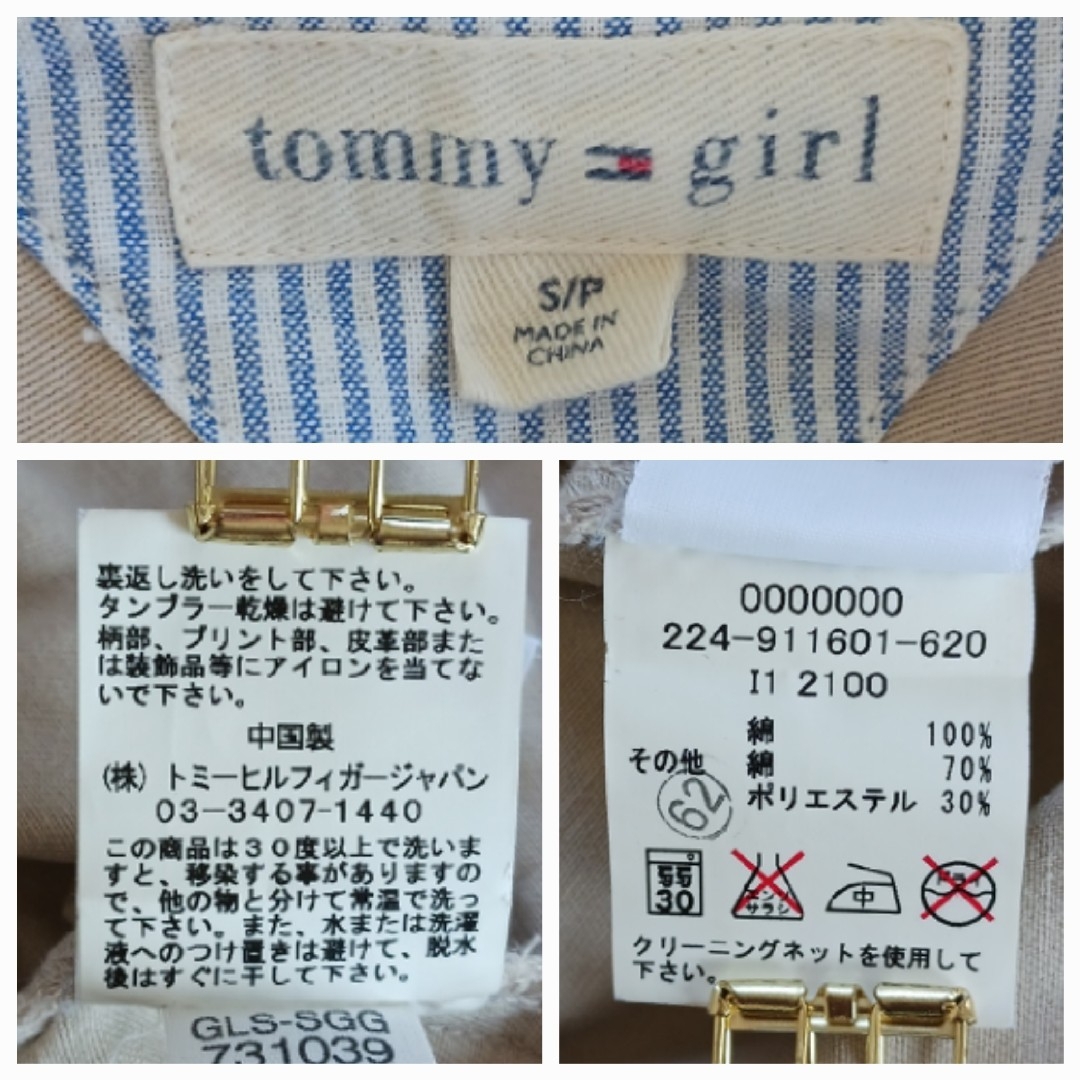 tommy girl
S/P
MADE IN
CHINA
裏返し洗いをして下さい。
タンブラー乾燥は避けて下さい。
柄部、プリント部、皮革部また
は装飾品等にアイロンを当てな
いで下さい。
中国製
(株) トミーヒルフィガージャパン
03-3407-1440
この商品は30度以上で洗いま
すと、移染する事がありますの
で、他の物と分けて常温で洗っ
て下さい。また、水または洗濯
液へのつけ置きは避けて、脱水
後はすぐに干して下さい。
GLS-SGG
731039
0000000
224-911601-620
I1 2100
綿 100%
その他 綿 70%
ポリエステル 30%
62
弱
30
エンソ
サラシ
中
ドライ
クリーニングネットを使用して
下さい。